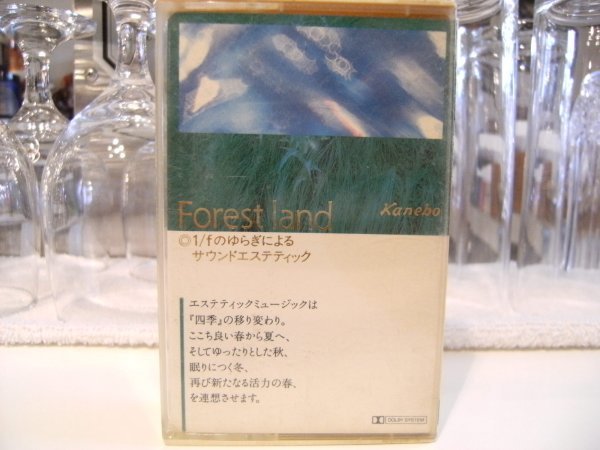 Forest land
Kanebo
◎1/fのゆらぎによる
サウンドエステティック
エステティックミュージックは
『四季』の移り変わり。
ここち良い春から夏へ、
そしてゆったりとした秋、
眠りにつく冬、
再び新たなる活力の春、
を連想させます。
DOLBY SYSTEM